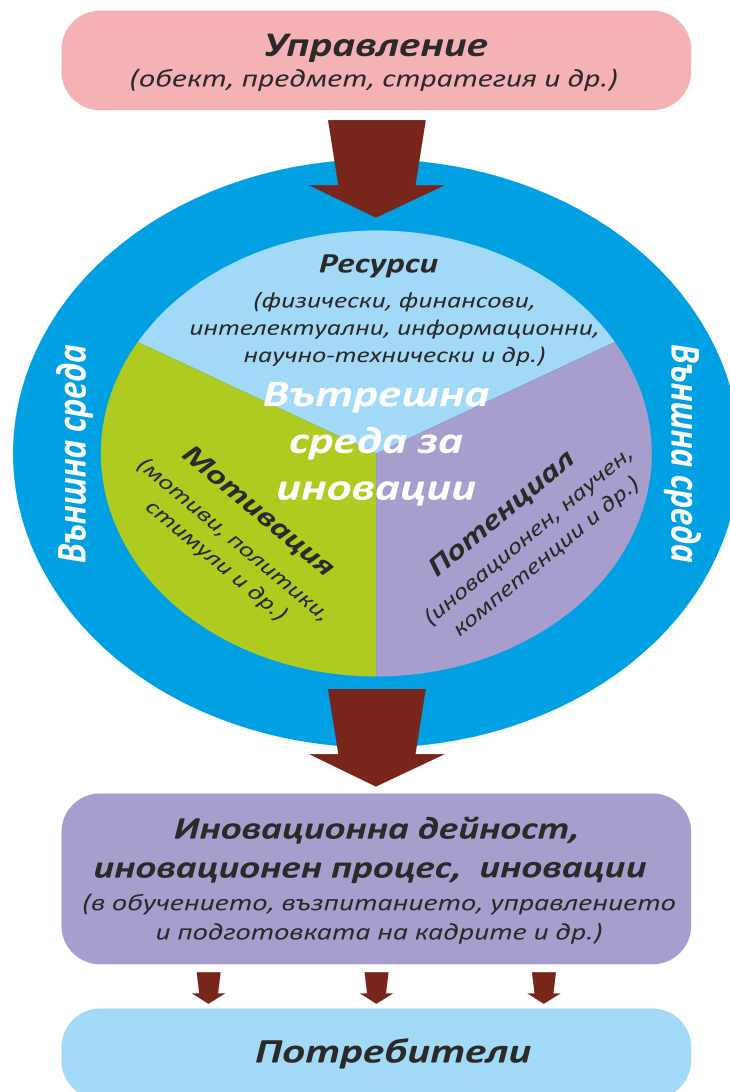 Управление
(обект, предмет, стратегия и др.)
Ресурси
(физически, финансови,
интелектуални, информационни,
научно-технически и др.)
Вътрешна
среда за
иновации
Външна среда
Мотивация
(мотиви, политики,
стимули и др.)
Потенциал
(иновационен, научен,
компетенции и др.)
Външна среда
Иновационна дейност,
иновационен процес, иновации
(в обучението, възпитанието, управлението
и подготовката на кадрите и др.)
Потребители